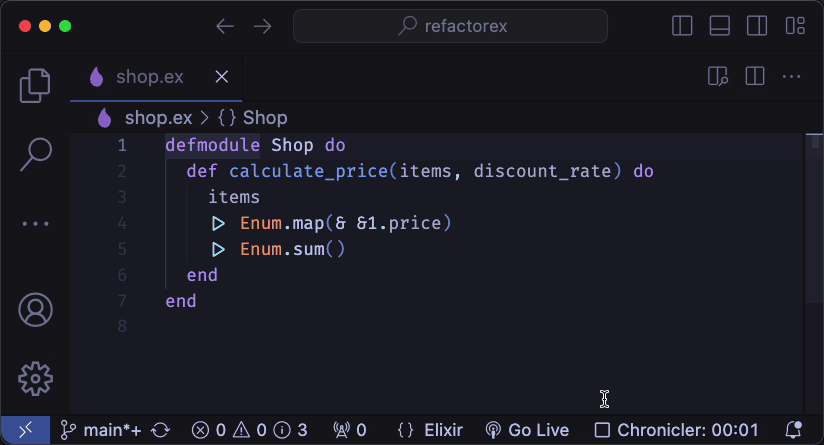 refactorex
shop.ex
shop.ex > {} Shop
1 defmodule Shop do
2 def calculate_price(items, discount_rate) do
3 items
4 |> Enum.map(& &1.price)
5 |> Enum.sum()
6 end
7 end
8
main*+ 0 0 3 0 {} Elixir Go Live Chronicler: 00:01